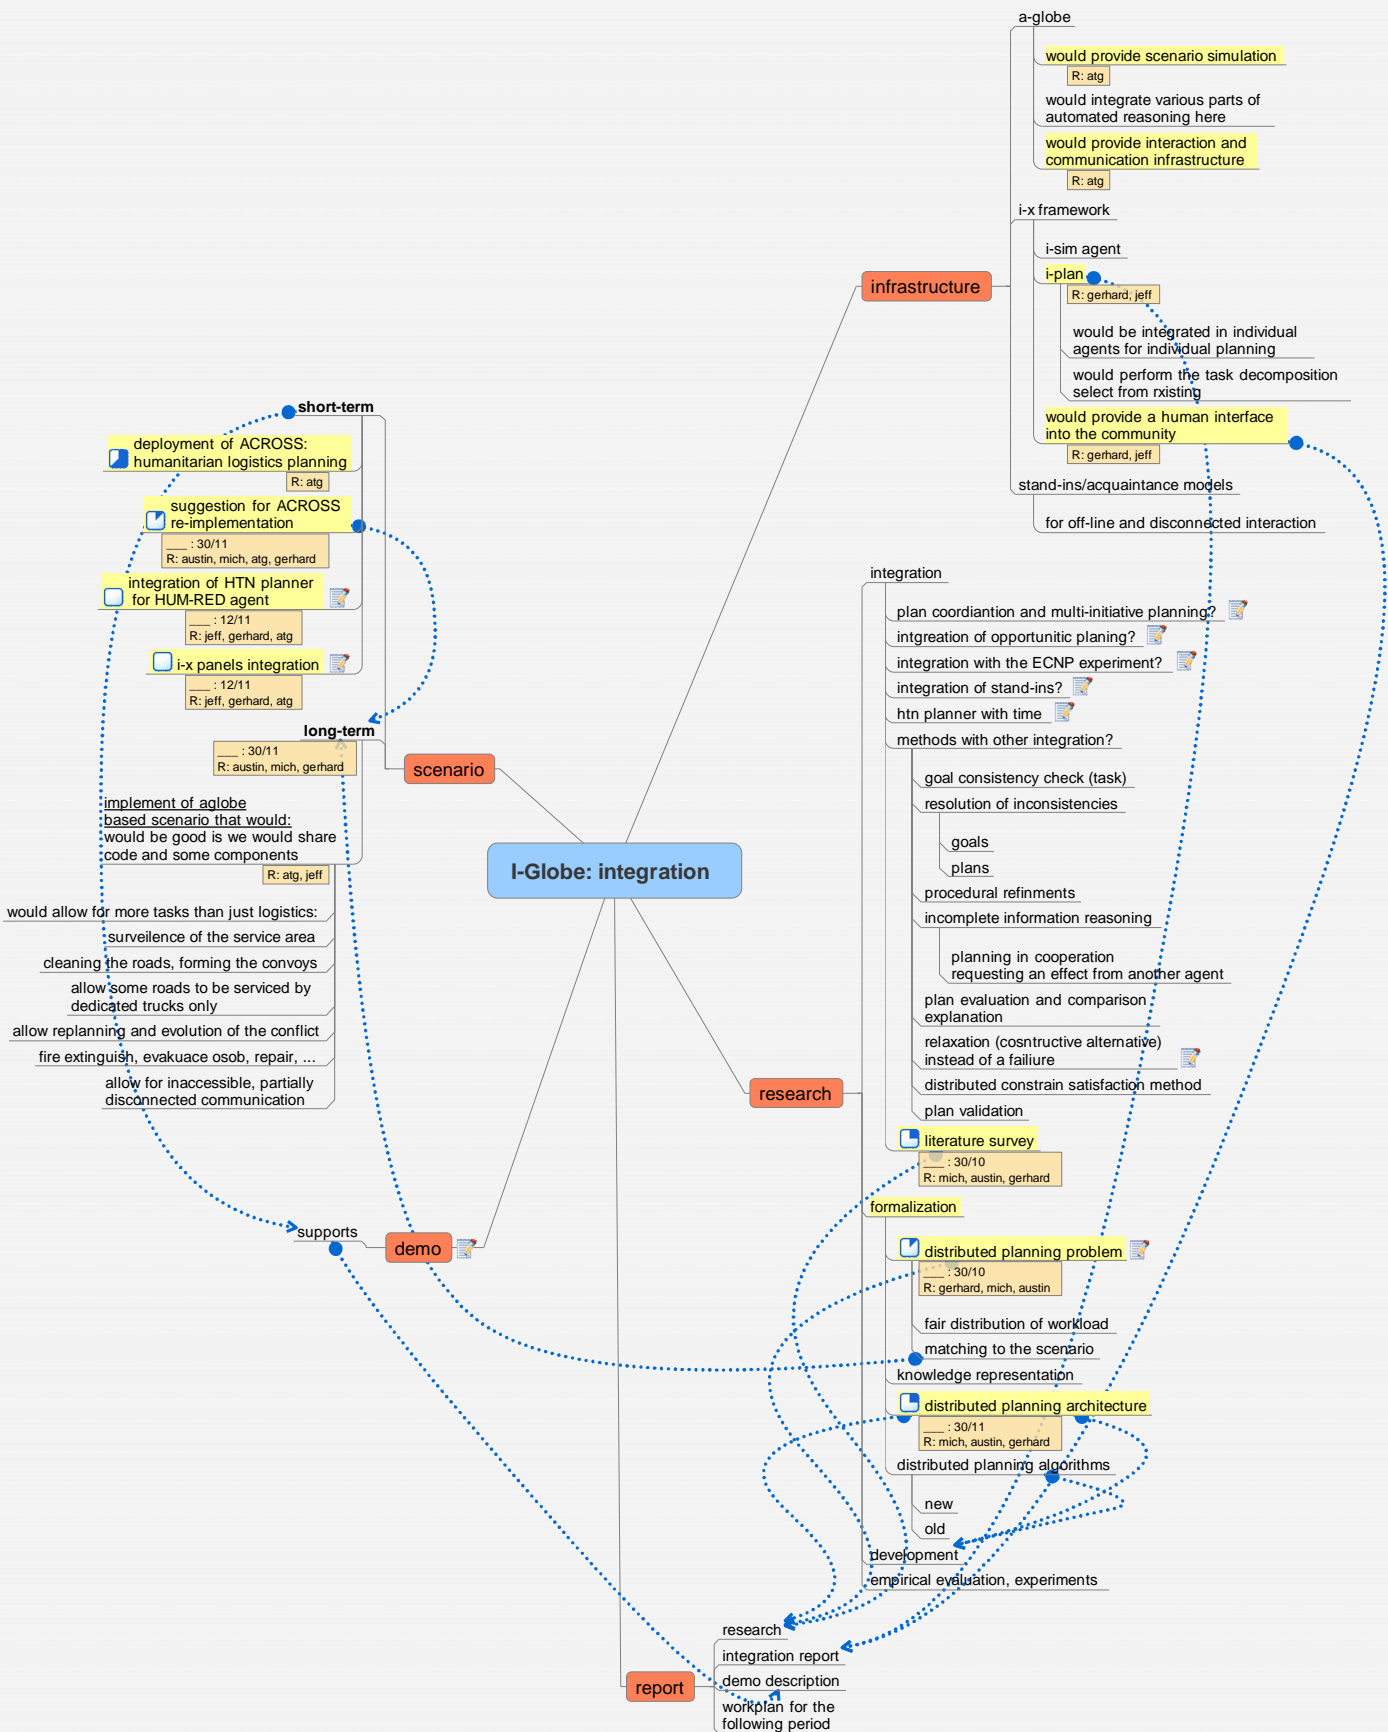 a-globe
would provide scenario simulation
R: atg
would integrate various parts of
automated reasoning here
would provide interaction and
communication infrastructure
R: atg
i-x framework
i-sim agent
i-plan
R: gerhard, jeff
would be integrated in individual
agents for individual planning
would perform the task decomposition
select from rxisting
would provide a human interface
into the community
R: gerhard, jeff
stand-ins/acquaintance models
for off-line and disconnected interaction
infrastructure
short-term
deployment of ACROSS:
humanitarian logistics planning
R: atg
suggestion for ACROSS
re-implementation
___ : 30/11
R: austin, mich, atg, gerhard
integration of HTN planner
for HUM-RED agent
___ : 12/11
R: jeff, gerhard, atg
i-x panels integration
___ : 12/11
R: jeff, gerhard, atg
long-term
___ : 30/11
R: austin, mich, gerhard
scenario
implement of aglobe
based scenario that would:
would be good is we would share
code and some components
R: atg, jeff
would allow for more tasks than just logistics:
surveilence of the service area
cleaning the roads, forming the convoys
allow some roads to be serviced by
dedicated trucks only
allow replanning and evolution of the conflict
fire extinguish, evakuace osob, repair, ...
allow for inaccessible, partially
disconnected communication
I-Globe: integration
integration
plan coordiantion and multi-initiative planning?
intgreation of opportunitic planing?
integration with the ECNP experiment?
integration of stand-ins?
htn planner with time
methods with other integration?
goal consistency check (task)
resolution of inconsistencies
goals
plans
procedural refinments
incomplete information reasoning
planning in cooperation
requesting an effect from another agent
plan evaluation and comparison
explanation
relaxation (cosntructive alternative)
instead of a failiure
distributed constrain satisfaction method
plan validation
research
literature survey
___ : 30/10
R: mich, austin, gerhard
formalization
distributed planning problem
___ : 30/10
R: gerhard, mich, austin
fair distribution of workload
matching to the scenario
knowledge representation
distributed planning architecture
___ : 30/11
R: mich, austin, gerhard
distributed planning algorithms
new
old
development
empirical evaluation, experiments
supports
demo
research
integration report
demo description
workplan for the
following period
report